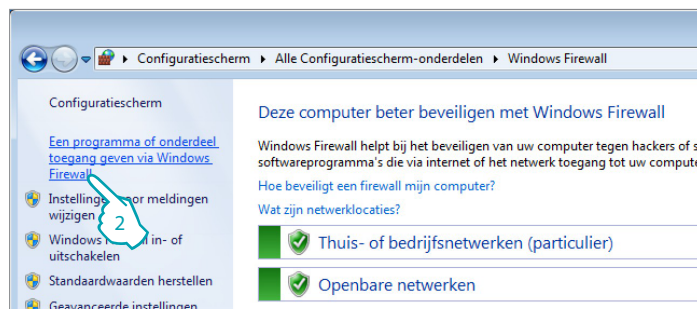 Configuratiescherm ▸ Alle Configuratiescherm-onderdelen ▸ Windows Firewall
Configuratiescherm
Een programma of onderdeel
toegang geven via Windows
Firewall
Instellingen voor meldingen
wijzigen
2
Windows Firewall in- of
uitschakelen
Standaardwaarden herstellen
Geavanceerde instellingen
Deze computer beter beveiligen met Windows Firewall
Windows Firewall helpt bij het beveiligen van uw computer tegen hackers of s
softwareprogramma's die via internet of het netwerk toegang tot uw compute
Hoe beveiligt een firewall mijn computer?
Wat zijn netwerklocaties?
Thuis- of bedrijfsnetwerken (particulier)
Openbare netwerken